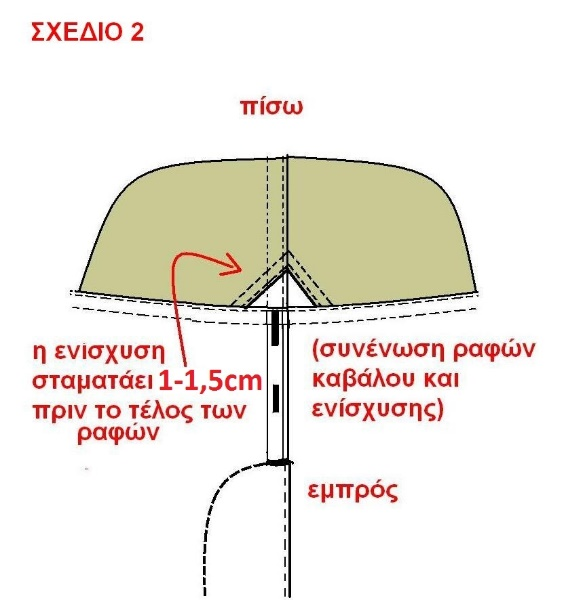 ΣΧΕΔΙΟ 2
πίσω
η ενίσχυση
σταματάει 1-1,5cm
πριν το τέλος των
ραφών
(συνένωση ραφών
καβάλου και
ενίσχυσης)
εμπρός